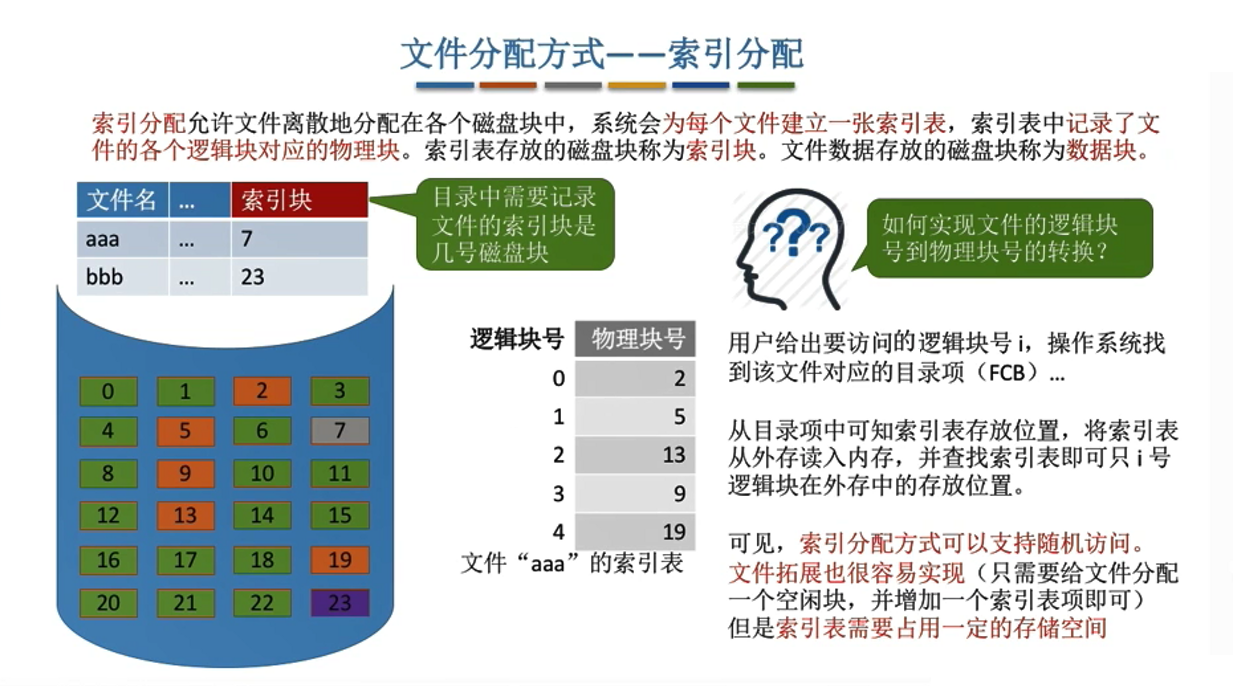 文件分配方式——索引分配
索引分配允许文件离散地分配在各个磁盘块中，系统会为每个文件建立一张索引表，索引表中记录了文
件的各个逻辑块对应的物理块。索引表存放的磁盘块称为索引块。文件数据存放的磁盘块称为数据块。
文件名 ... 索引块
aaa ... 7
bbb ... 23
目录中需要记录
文件的索引块是
几号磁盘块
???
如何实现文件的逻辑块
号到物理块号的转换？
0 1 2 3
4 5 6 7
8 9 10 11
12 13 14 15
16 17 18 19
20 21 22 23
逻辑块号 物理块号
0 2
1 5
2 13
3 9
4 19
文件“aaa”的索引表
用户给出要访问的逻辑块号 i，操作系统找
到该文件对应的目录项（FCB）...
从目录项中可知索引表存放位置，将索引表
从外存读入内存，并查找索引表即可只 i 号
逻辑块在外存中的存放位置。
可见，索引分配方式可以支持随机访问。
文件拓展也很容易实现（只需要给文件分配
一个空闲块，并增加一个索引表项即可）
但是索引表需要占用一定的存储空间